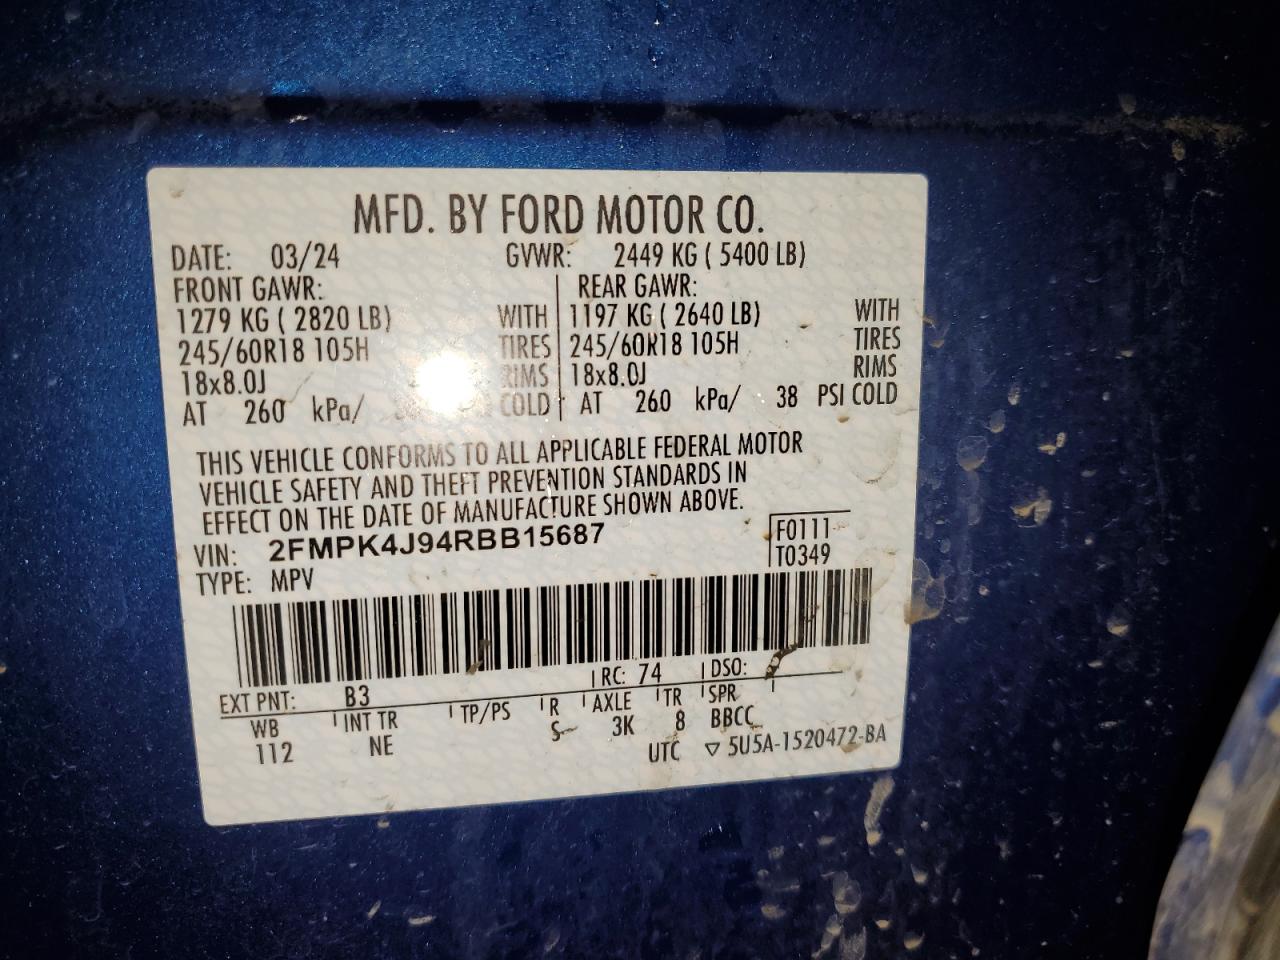 MFD. BY FORD MOTOR CO.
DATE: 03/24 GVWR: 2449 KG ( 5400 LB)
FRONT GAWR: REAR GAWR:
1279 KG ( 2820 LB) WITH 1197 KG ( 2640 LB) WITH
245/60R18 105H TIRES 245/60R18 105H TIRES
18x8.0J RIMS 18x8.0J RIMS
AT 260 kPa/ COLD AT 260 kPa/ 38 PSI COLD
THIS VEHICLE CONFORMS TO ALL APPLICABLE FEDERAL MOTOR
VEHICLE SAFETY AND THEFT PREVENTION STANDARDS IN
EFFECT ON THE DATE OF MANUFACTURE SHOWN ABOVE.
VIN: 2FMPK4J94RBB15687 F0111
TYPE: MPV T0349
RC: 74 DSO:
EXT PNT: B3
WB INT TR TP/PS R AXLE TR SPR
112 NE S 3K 8 BBCC
UTC ▽ 5U5A-1520472-BA